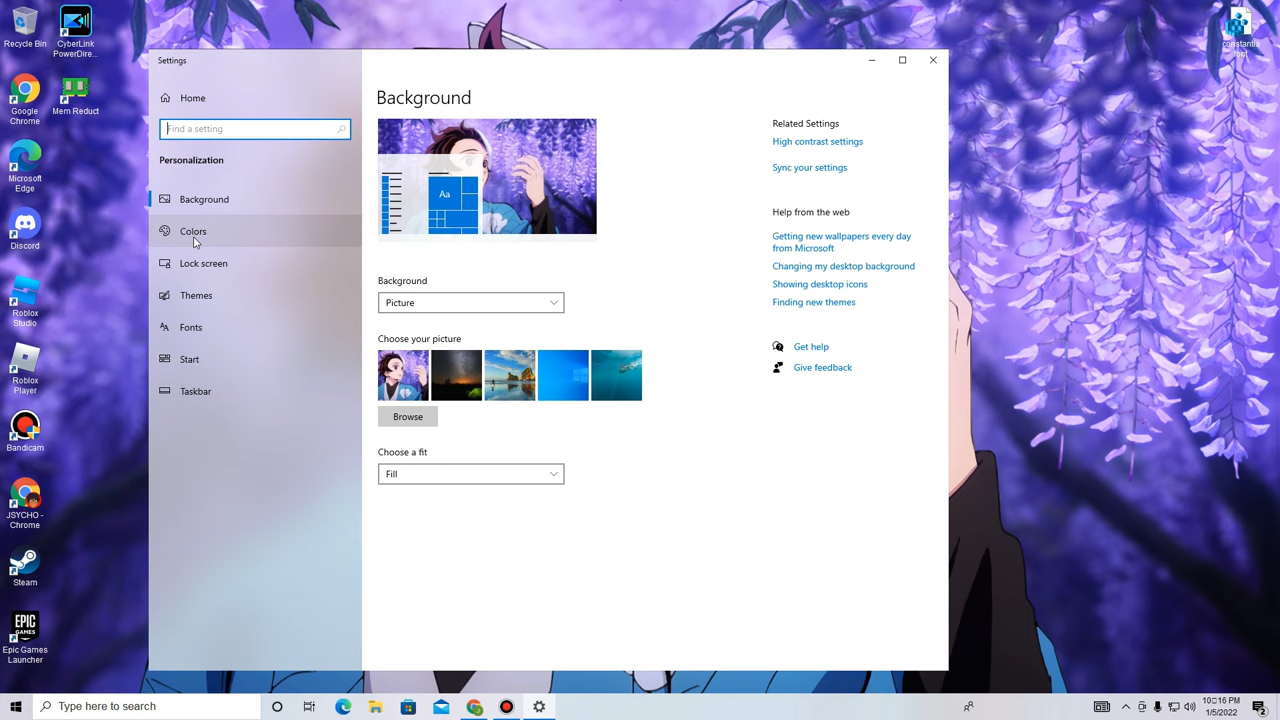 Recycle Bin
CyberLink
PowerDire...
Google
Chrome
Mem Reduct
Microsoft
Edge
Discord
Roblox
Studio
Roblox
Player
Bandicam
JSYCHO -
Chrome
Steam
EPIC
GAMES
Epic Games
Launcher
Settings
Home
Find a setting
Personalization
Background
Colors
Lock screen
Themes
Fonts
Start
Taskbar
Background
Aa
Background
Picture
Choose your picture
Browse
Choose a fit
Fill
Related Settings
High contrast settings
Sync your settings
Help from the web
Getting new wallpapers every day
from Microsoft
Changing my desktop background
Showing desktop icons
Finding new themes
Get help
Give feedback
constantia
Type here to search
10:16 PM
1/5/2022
2